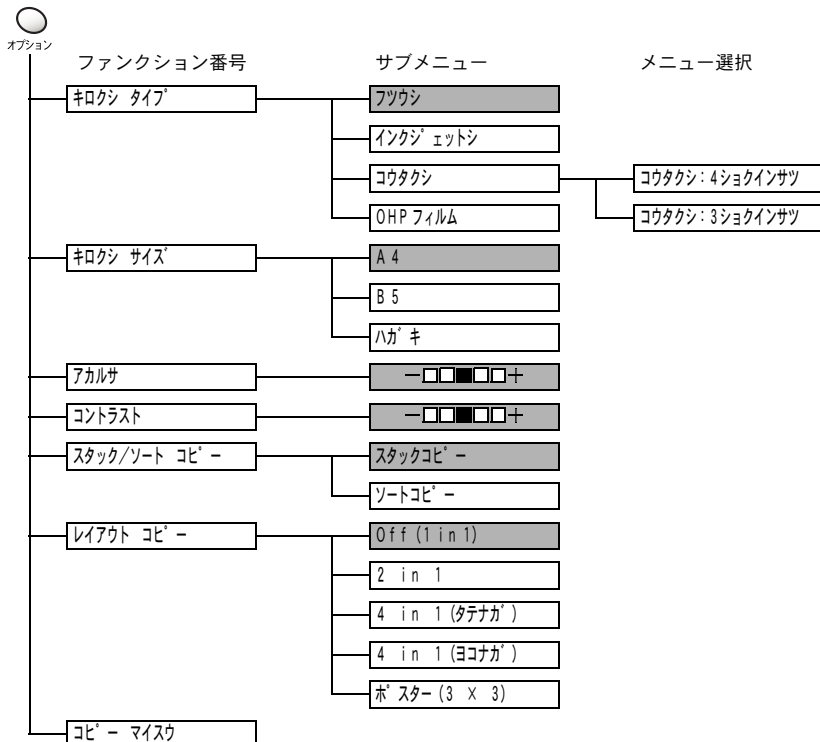 オプション
ファンクション番号 サブメニュー メニュー選択
キロクシ タイプ フツウシ
インクジェットシ
コウタクシ コウタクシ：4ショクインサツ
OHPフィルム コウタクシ：3ショクインサツ
キロクシ サイズ A4
B5
ハガキ
アカルサ －□□■□□＋
コントラスト －□□■□□＋
スタック/ソート コピー スタックコピー
ソートコピー
レイアウト コピー Off(1in1)
2 in 1
4 in 1(タテナガ)
4 in 1(ヨコナガ)
ポスター(3 × 3)
コピー マイスウ